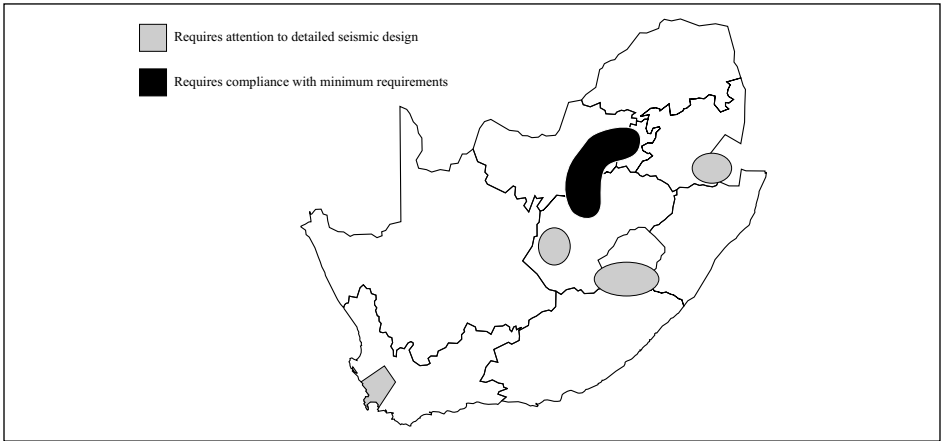 Requires attention to detailed seismic design
Requires compliance with minimum requirements